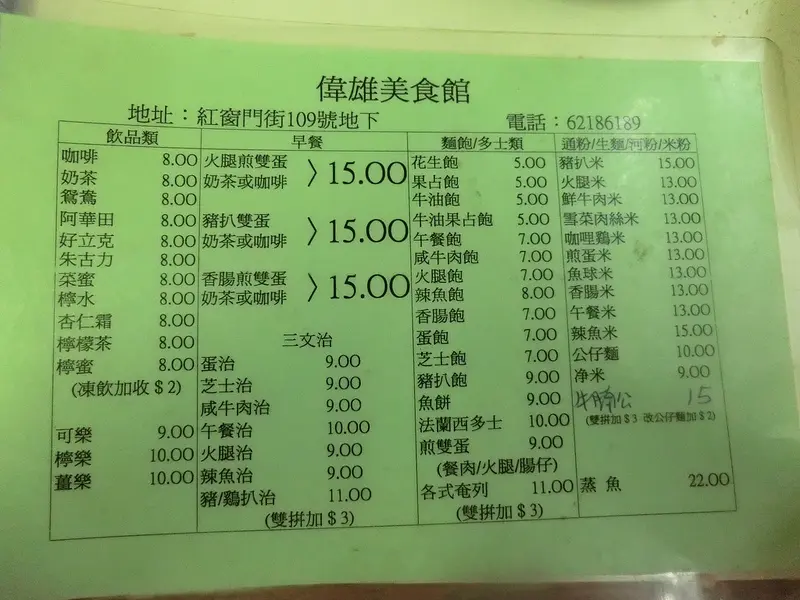 偉雄美食館
地址：紅窗門街109號地下
電話：62186189
飲品類
咖啡 8.00
奶茶 8.00
鴛鴦 8.00
阿華田 8.00
好立克 8.00
朱古力 8.00
菜蜜 8.00
檸水 8.00
杏仁霜 8.00
檸檬茶 8.00
檸蜜 8.00
(凍飲加收＄2)
可樂 9.00
檸樂 10.00
薑樂 10.00
早餐
火腿煎雙蛋
奶茶或咖啡 〉15.00
豬扒雙蛋
奶茶或咖啡 〉15.00
香腸煎雙蛋
奶茶或咖啡 〉15.00
三文治
蛋治 9.00
芝士治 9.00
咸牛肉治 9.00
午餐治 10.00
火腿治 9.00
辣魚治 9.00
豬/鷄扒治 11.00
(雙拼加＄3)
麵飽/多士類
花生飽 5.00
果占飽 5.00
牛油飽 5.00
牛油果占飽 5.00
午餐飽 7.00
咸牛肉飽 7.00
火腿飽 7.00
辣魚飽 8.00
香腸飽 7.00
蛋飽 7.00
芝士飽 7.00
豬扒飽 9.00
魚餅 9.00
法蘭西多士 10.00
煎雙蛋 9.00
(餐肉/火腿/腸仔)
各式奄列 11.00
(雙拼加＄3)
通粉/生麵/河粉/米粉
豬扒米 15.00
火腿米 13.00
鮮牛肉米 13.00
雪菜肉絲米 13.00
咖哩鷄米 13.00
煎蛋米 13.00
魚球米 13.00
香腸米 13.00
午餐米 13.00
辣魚米 15.00
公仔麵 10.00
净米 9.00
牛腩公 15
(雙拼加＄3 改公仔麵加＄2)
蒸魚 22.00